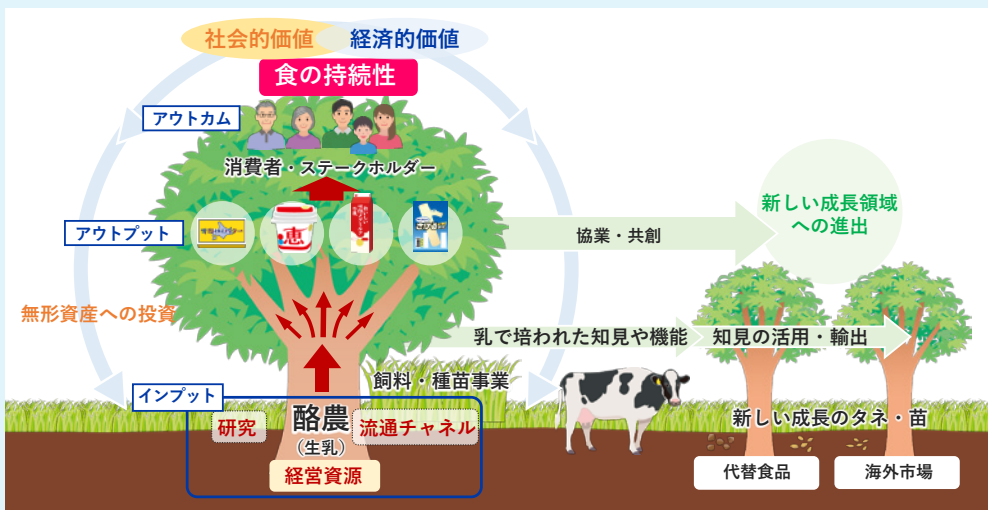 社会的価値
経済的価値
食の持続性
アウトカム
消費者・ステークホルダー
アウトプット
恵
協業・共創
新しい成長領域
への進出
無形資産への投資
乳で培われた知見や機能
知見の活用・輸出
飼料・種苗事業
インプット
研究
酪農
(生乳)
流通チャネル
経営資源
新しい成長のタネ・苗
代替食品
海外市場